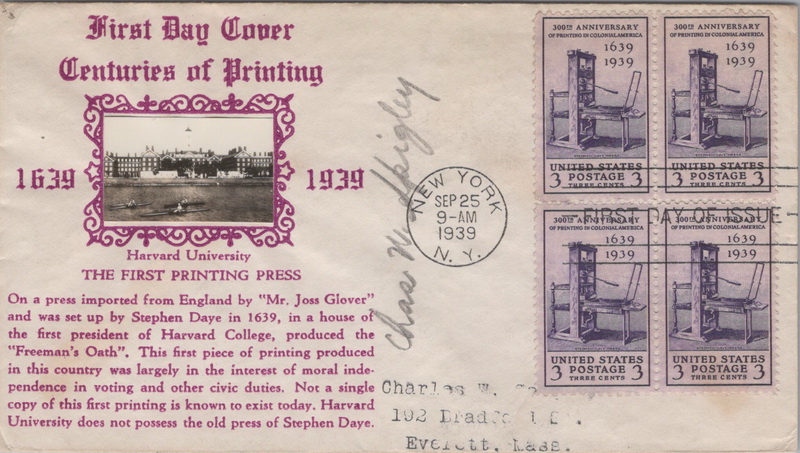 First Day Cover
Centuries of Printing
1639 1939
Harvard University
THE FIRST PRINTING PRESS
On a press imported from England by "Mr. Joss Glover"
and was set up by Stephen Daye in 1639, in a house of
the first president of Harvard College, produced the
"Freeman's Oath". This first piece of printing produced
in this country was largely in the interest of moral inde-
pendence in voting and other civic duties. Not a single
copy of this first printing is known to exist today. Harvard
University does not possess the old press of Stephen Daye.
Chas W.
NEW YORK
SEP 25
9-AM
1939
N. Y.
FIRST DAY OF ISSUE
300TH ANNIVERSARY
OF PRINTING IN COLONIAL AMERICA
1639
1939
UNITED STATES
3 POSTAGE 3
THREE CENTS
300TH ANNIVERSARY
OF PRINTING IN COLONIAL AMERICA
1639
1939
UNITED STATES
3 POSTAGE 3
THREE CENTS
300TH ANNIVERSARY
OF PRINTING IN COLONIAL AMERICA
1639
1939
UNITED STATES
3 POSTAGE 3
THREE CENTS
300TH ANNIVERSARY
OF PRINTING IN COLONIAL AMERICA
1639
1939
UNITED STATES
3 POSTAGE 3
THREE CENTS
Charles W.
192
Everett, Mass.